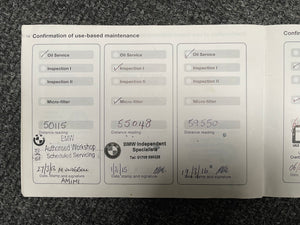 Confirmation of use-based maintenance
Oil Service
Inspection I
Inspection II
Micro-filter
50115
Distance reading
BMW
Authorised Workshop
Scheduled Servicing
Date, stamp and signature
Oil Service
Inspection I
Inspection II
Micro-filter
55048
Distance reading
BMW Independent
Specialists
Date, stamp and signature
Oil Service
Inspection I
Inspection II
Micro-filter
59550
Distance reading
Date, stamp and signature